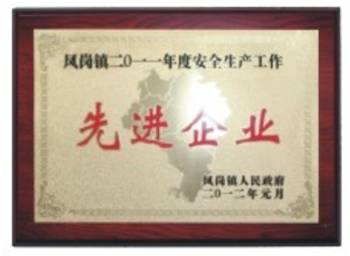 凤岗镇二〇一一年度安全生产工作
先进企业
凤岗镇人民政府
二〇一二年元月